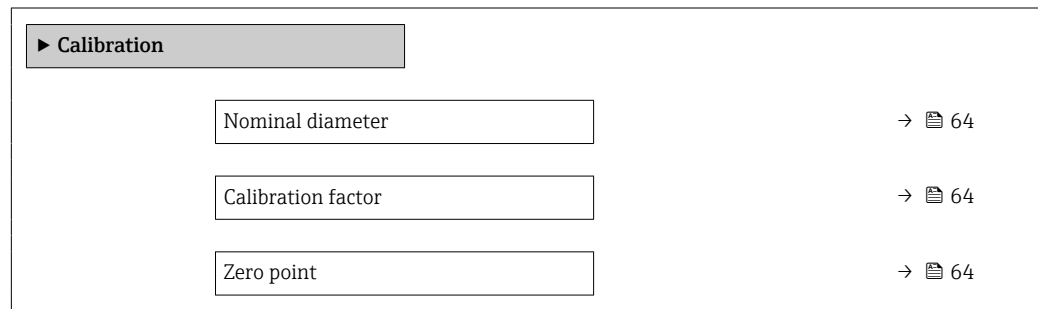 ▶ Calibration
Nominal diameter → 64
Calibration factor → 64
Zero point → 64